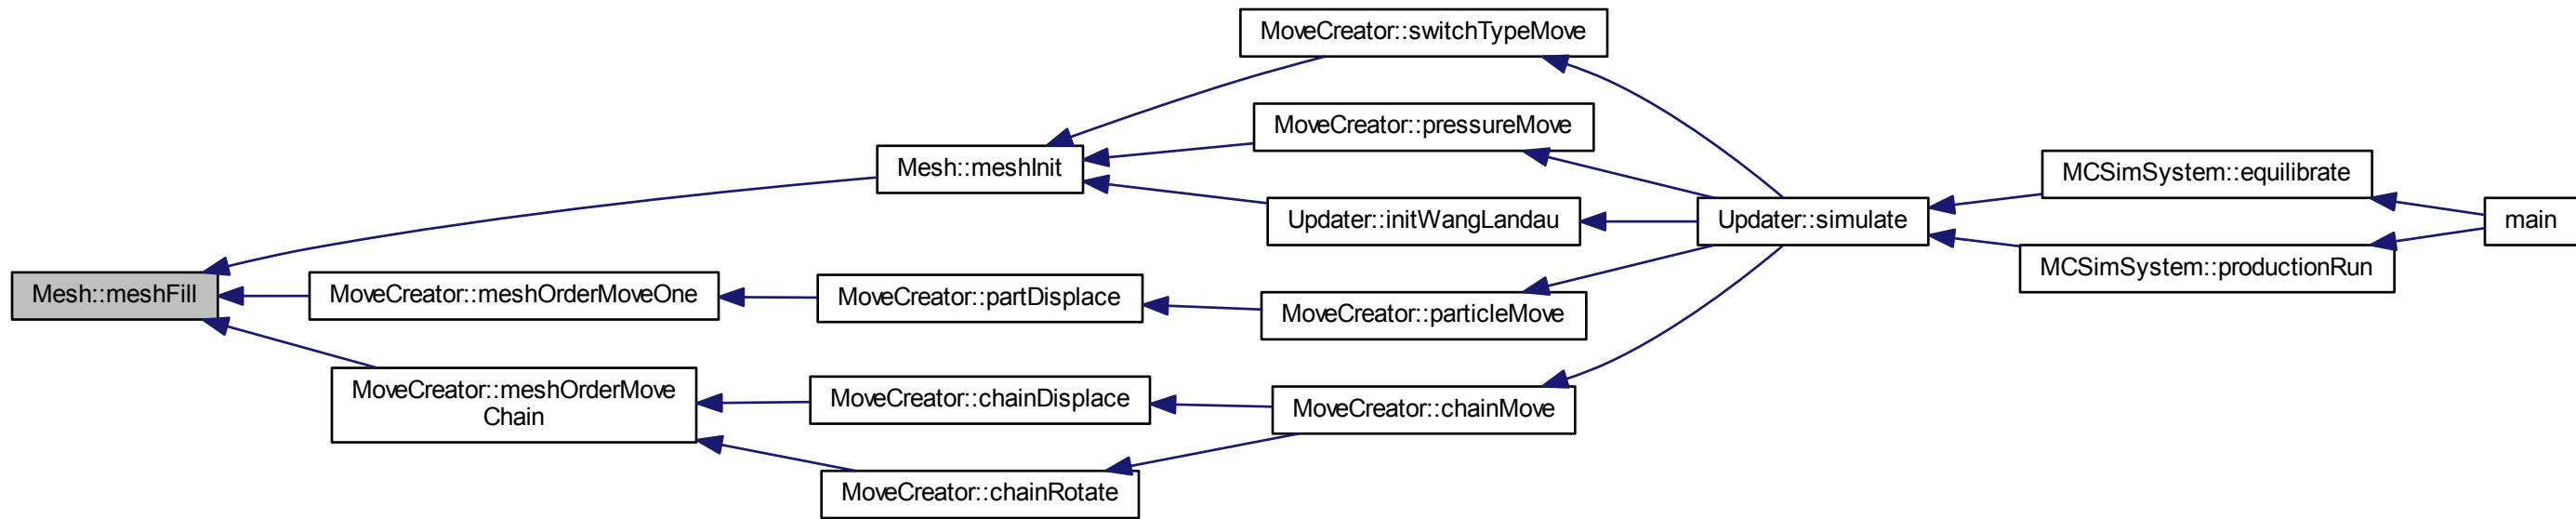 MoveCreator::switchTypeMove
MoveCreator::pressureMove
Mesh::meshInit
MCSimSystem::equilibrate
Updater::initWangLandau
Updater::simulate
main
MCSimSystem::productionRun
Mesh::meshFill
MoveCreator::meshOrderMoveOne
MoveCreator::partDisplace
MoveCreator::particleMove
MoveCreator::meshOrderMove
Chain
MoveCreator::chainDisplace
MoveCreator::chainMove
MoveCreator::chainRotate